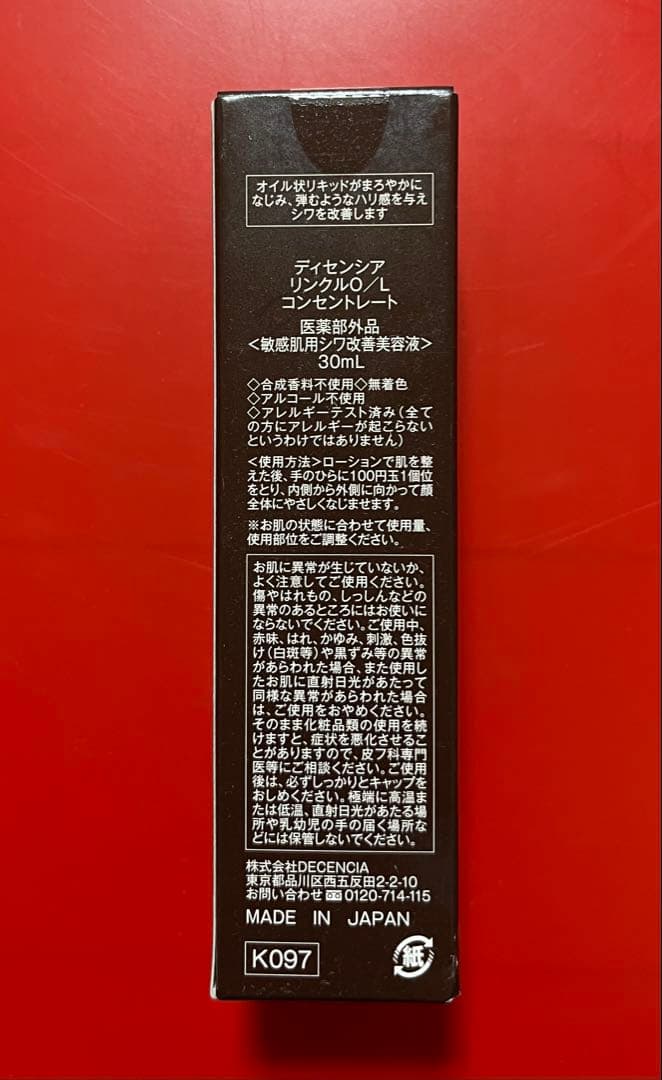 オイル状リキッドがまろやかに
なじみ、弾むようなハリ感を与え
シワを改善します
ディセンシア
リンクルO／L
コンセントレート
医薬部外品
＜敏感肌用シワ改善美容液＞
30mL
◇合成香料不使用◇無着色
◇アルコール不使用
◇アレルギーテスト済み（全て
の方にアレルギーが起こらない
というわけではありません）
＜使用方法＞ローションで肌を整
えた後、手のひらに100円玉1個位
をとり、内側から外側に向かって顔
全体にやさしくなじませます。
※お肌の状態に合わせて使用量、
使用部位をご調整ください。
お肌に異常が生じていないか、
よく注意してご使用ください。
傷やはれもの、しっしんなどの
異常のあるところにはお使いに
ならないでください。ご使用中、
赤味、はれ、かゆみ、刺激、色抜
け（白斑等）や黒ずみ等の異常
があらわれた場合、また使用し
たお肌に直射日光があたって
同様な異常があらわれた場合
は、ご使用をおやめください。
そのまま化粧品類の使用を続
けますと、症状を悪化させるこ
とがありますので、皮フ科専門
医等にご相談ください。ご使用
後は、必ずしっかりとキャップを
おしめください。極端に高温ま
たは低温、直射日光があたる場
所や乳幼児の手の届く場所な
どには保管しないでください。
株式会社DECENCIA
東京都品川区西五反田2-2-10
お問い合わせ 0120-714-115
MADE IN JAPAN
K097
紙